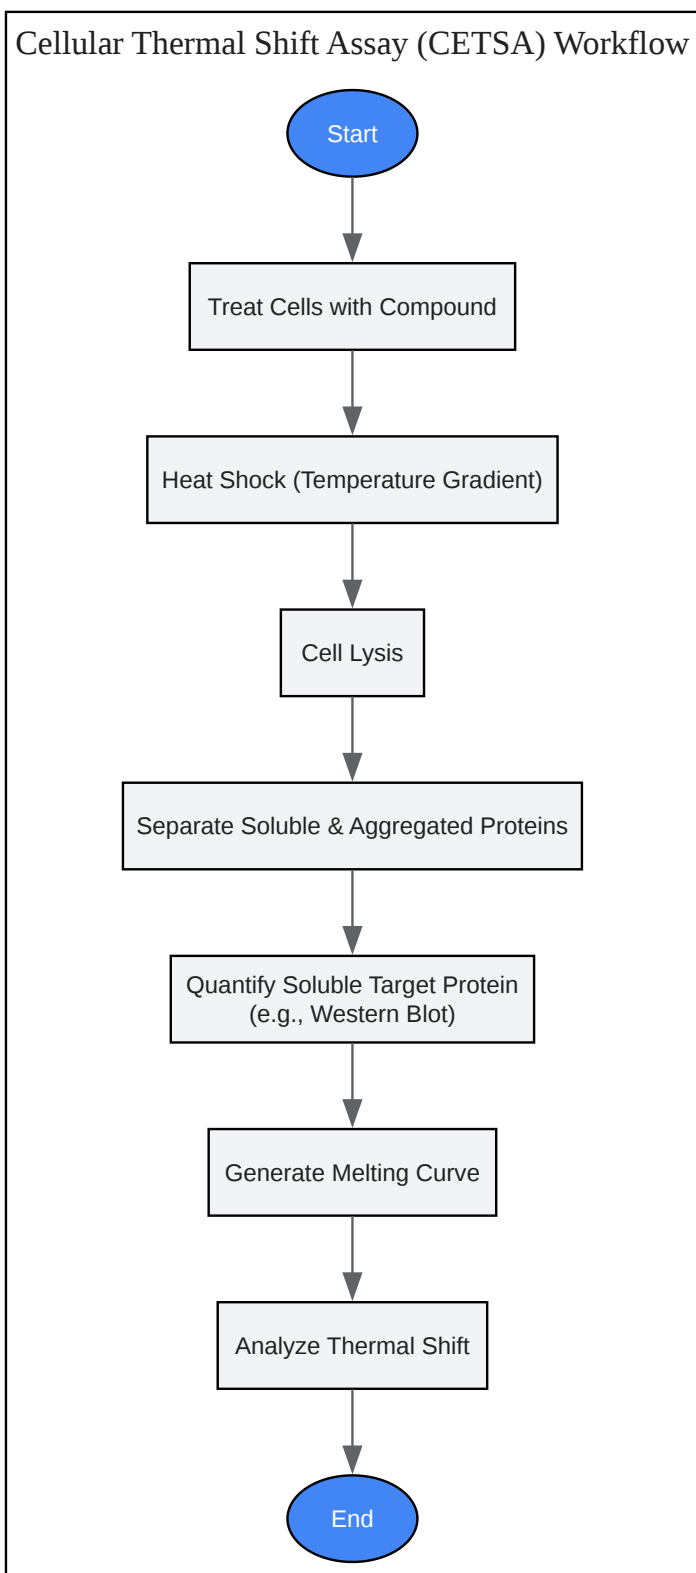 Cellular Thermal Shift Assay (CETSA) Workflow
Start
Treat Cells with Compound
Heat Shock (Temperature Gradient)
Cell Lysis
Separate Soluble & Aggregated Proteins
Quantify Soluble Target Protein
(e.g., Western Blot)
Generate Melting Curve
Analyze Thermal Shift
End